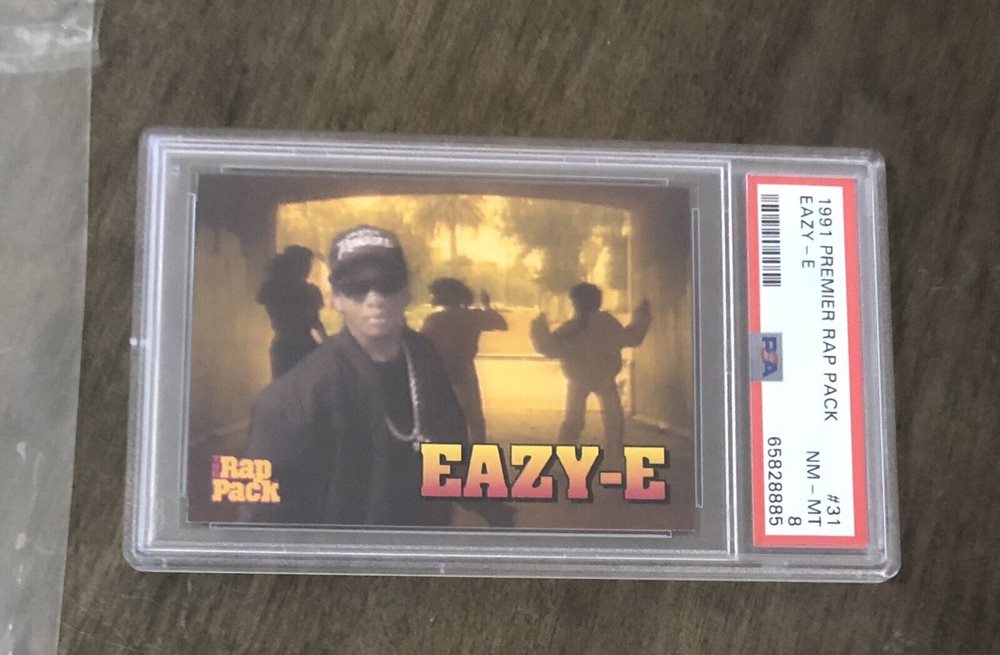 1991 PREMIER RAP PACK
EAZY-E
#31
NM-MT
8
PSA
65828885
Rap
Pack
EAZY-E